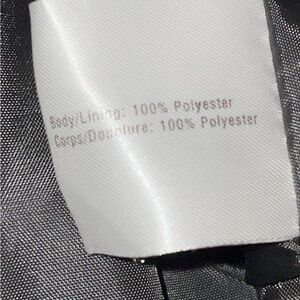 Body/Lining: 100% Polyester
Corps/Doublure: 100% Polyester